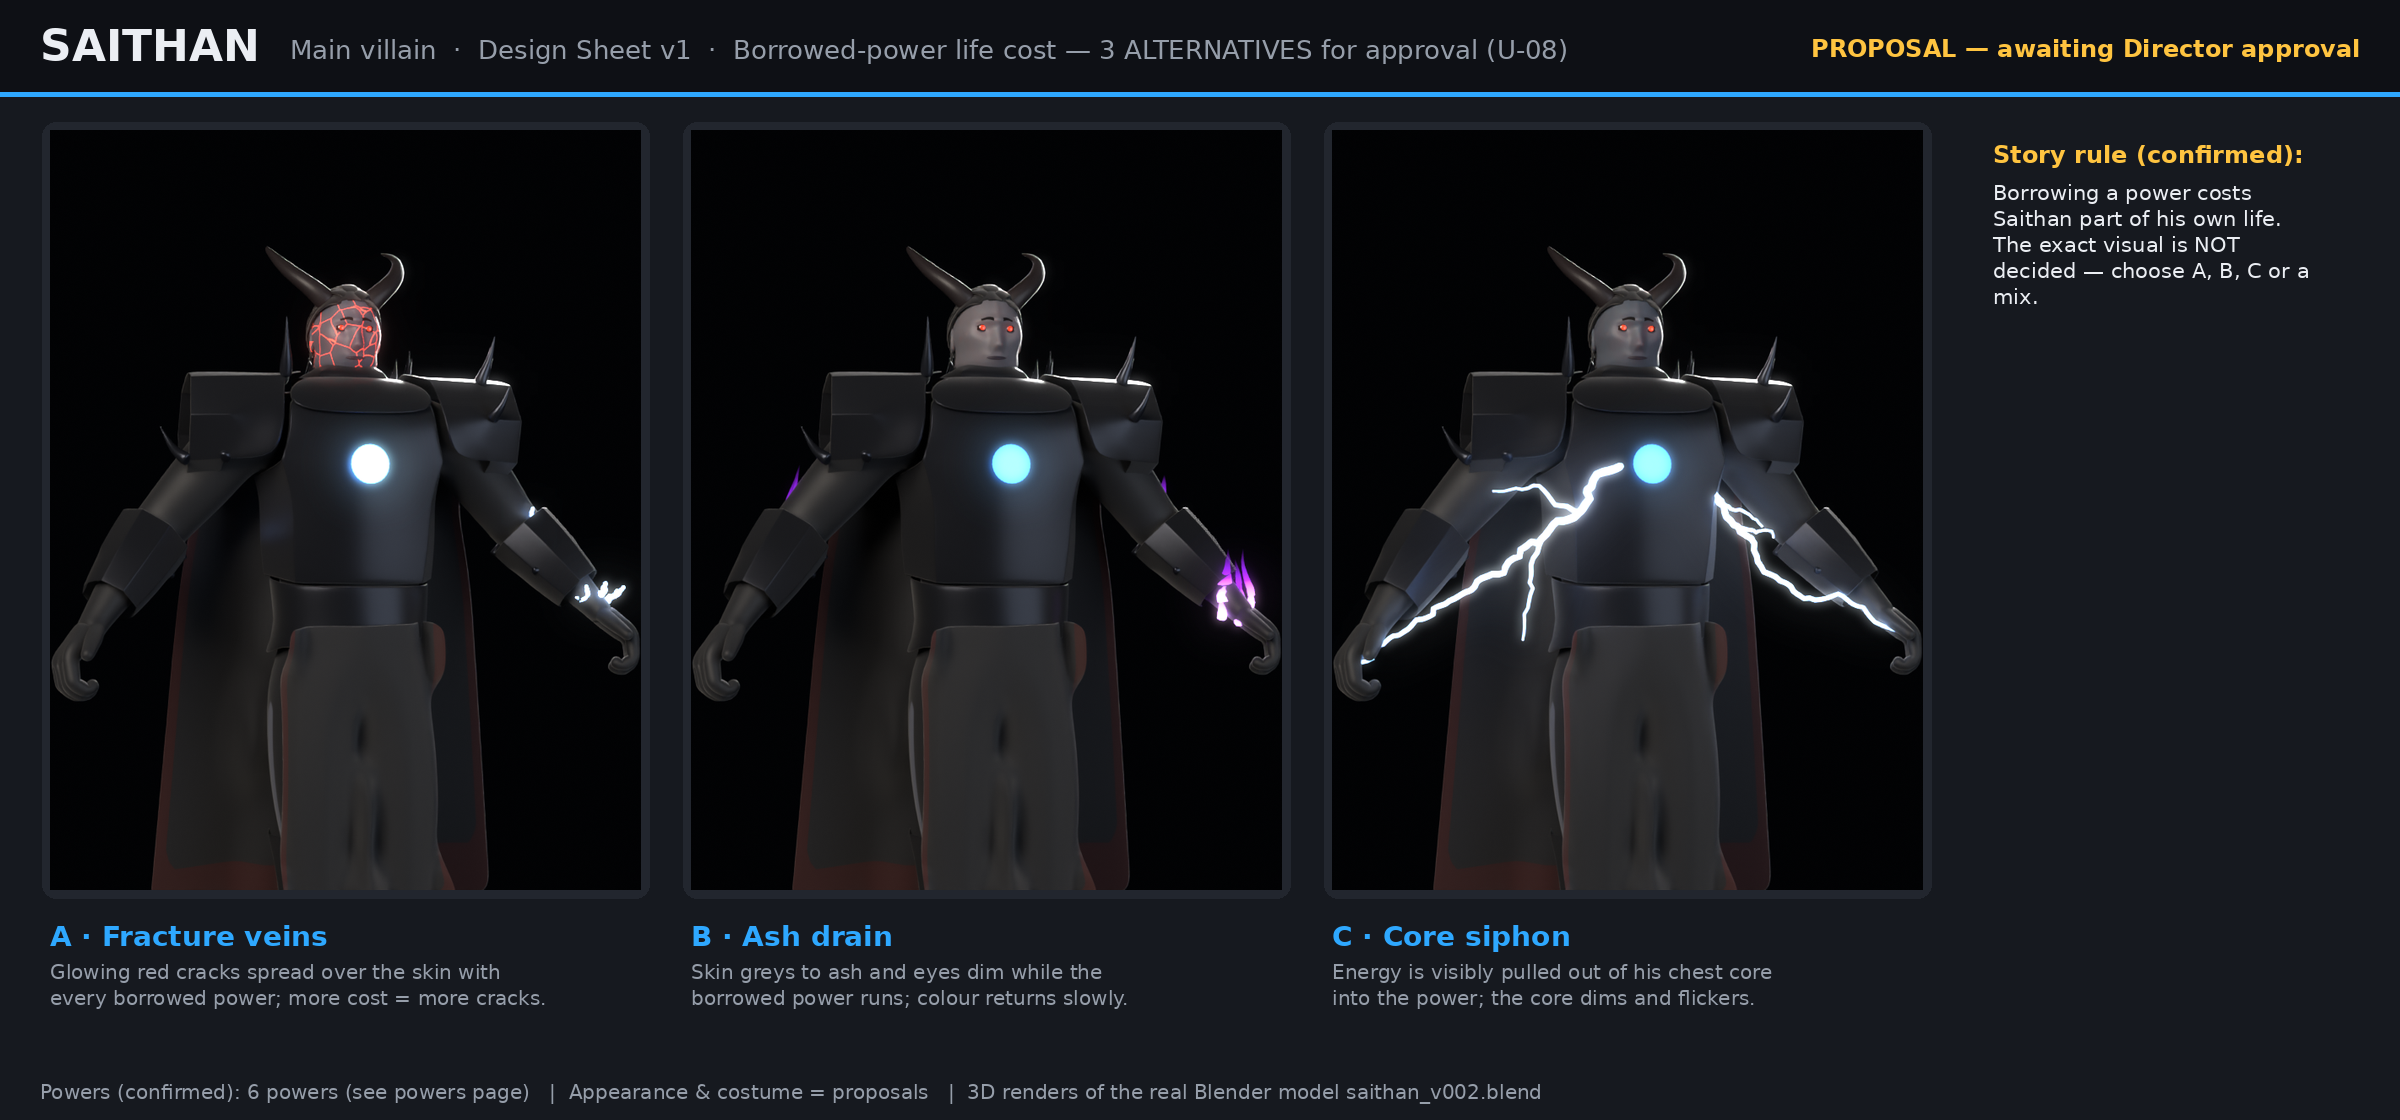 SAITHAN Main villain · Design Sheet v1 · Borrowed-power life cost — 3 ALTERNATIVES for approval (U-08) PROPOSAL — awaiting Director approval
Story rule (confirmed):
Borrowing a power costs
Saithan part of his own life.
The exact visual is NOT
decided — choose A, B, C or a
mix.
A · Fracture veins
Glowing red cracks spread over the skin with
every borrowed power; more cost = more cracks.
B · Ash drain
Skin greys to ash and eyes dim while the
borrowed power runs; colour returns slowly.
C · Core siphon
Energy is visibly pulled out of his chest core
into the power; the core dims and flickers.
Powers (confirmed): 6 powers (see powers page) | Appearance & costume = proposals | 3D renders of the real Blender model saithan_v002.blend